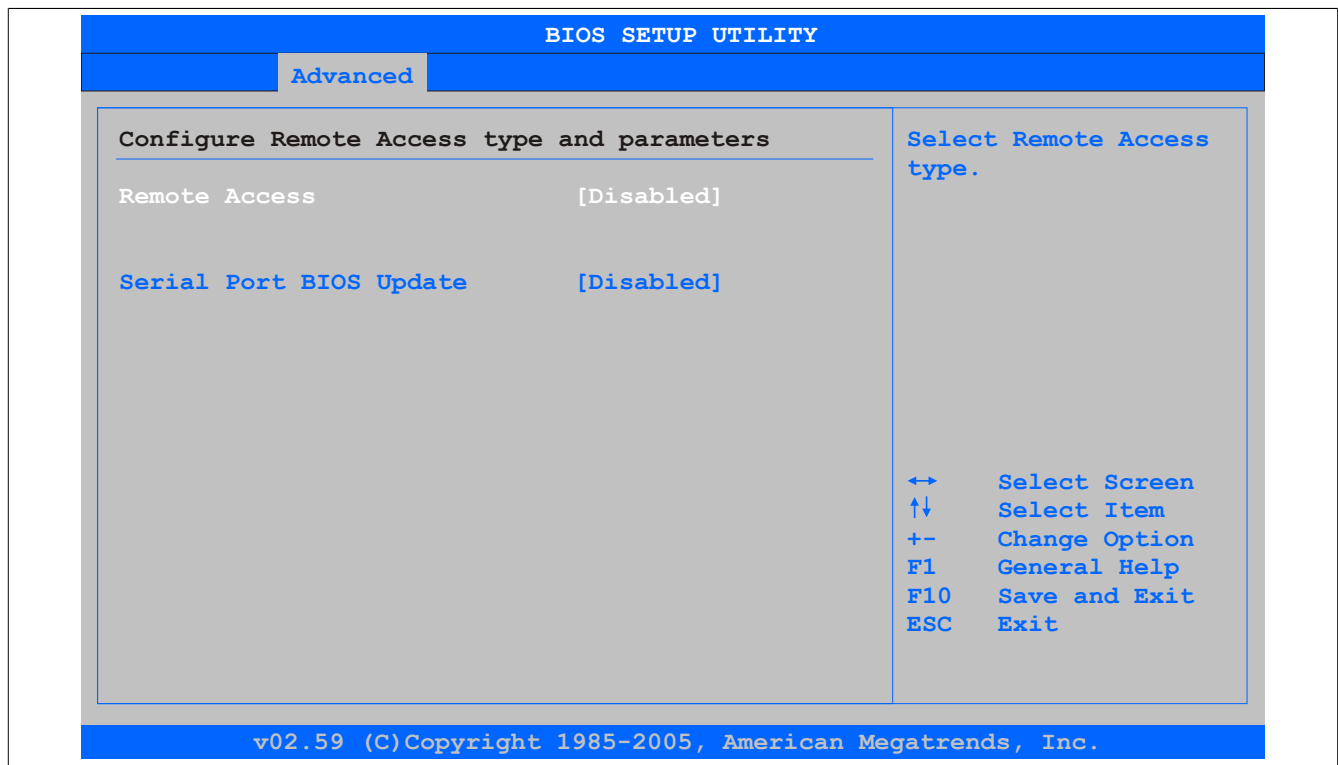 BIOS SETUP UTILITY
Advanced
Configure Remote Access type and parameters
Remote Access [Disabled]
Serial Port BIOS Update [Disabled]
Select Remote Access
type.
↔ Select Screen
↑↓ Select Item
+- Change Option
F1 General Help
F10 Save and Exit
ESC Exit
v02.59 (C)Copyright 1985-2005, American Megatrends, Inc.